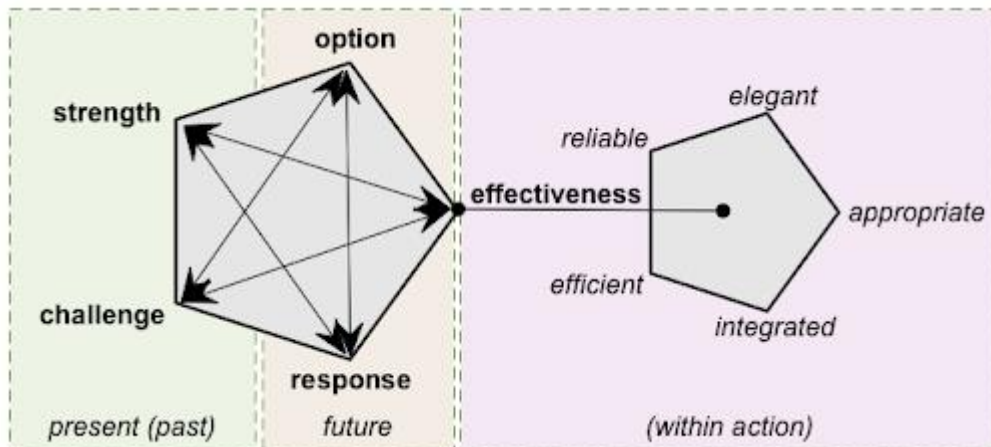 option
strength
elegant
reliable
effectiveness
appropriate
efficient
challenge
integrated
response
present (past)
future
(within action)